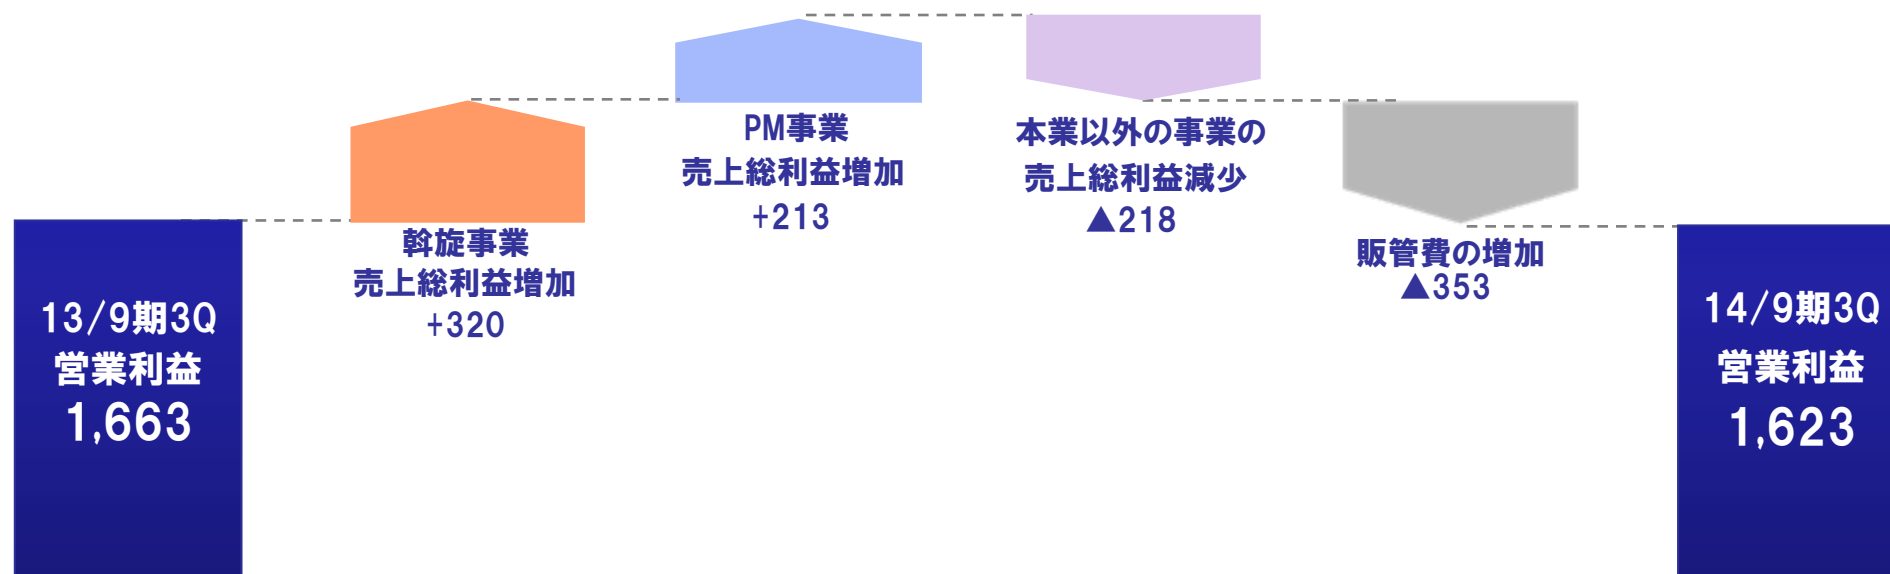 13/9期3Q
営業利益
1,663
斡旋事業
売上総利益増加
+320
PM事業
売上総利益増加
+213
本業以外の事業の
売上総利益減少
▲218
販管費の増加
▲353
14/9期3Q
営業利益
1,623